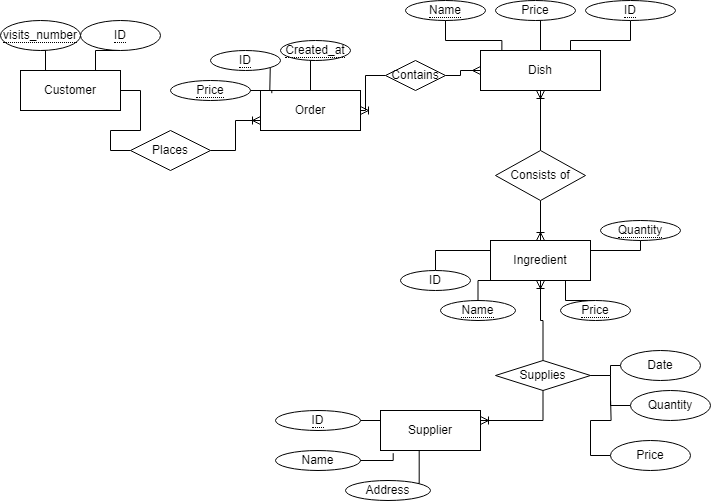 Name
Price
ID
visits_number
ID
Created_at
ID
Customer
Price
Order
Contains
Dish
Places
Consists of
Quantity
Ingredient
ID
Name
Price
Supplies
Date
Quantity
Price
ID
Supplier
Name
Address